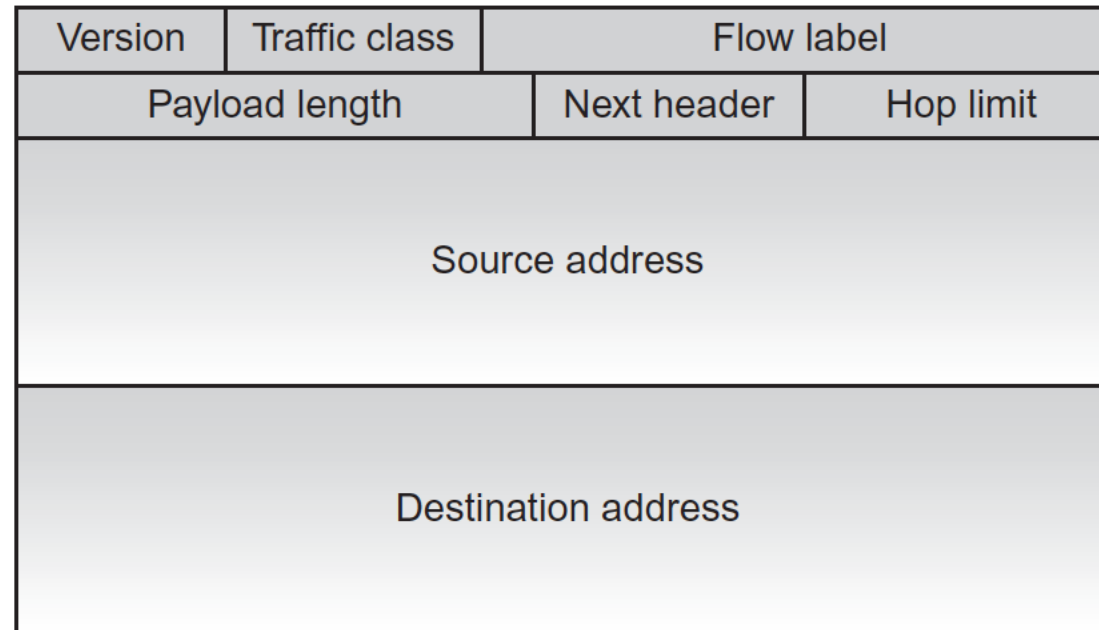 Version Traffic class Flow label
Payload length Next header Hop limit
Source address
Destination address